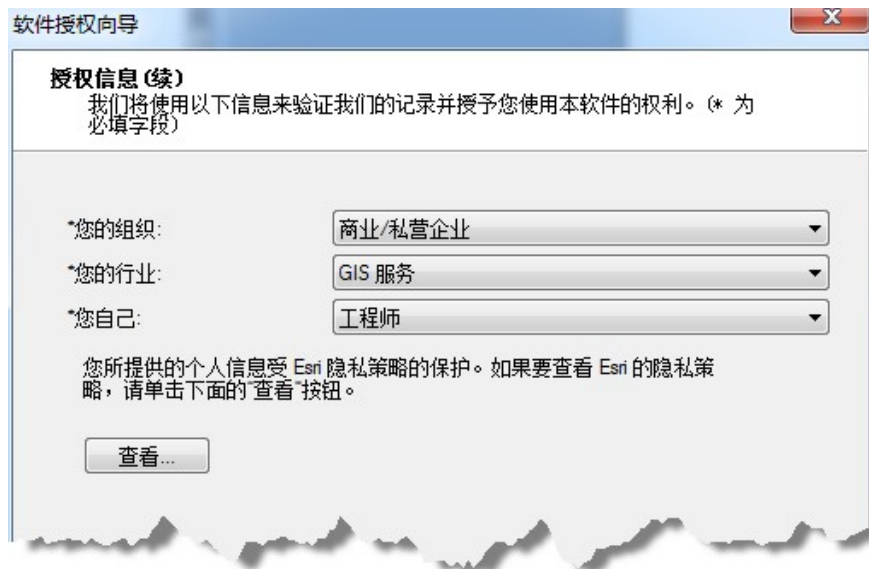 软件授权向导
授权信息(续)
我们将使用以下信息来验证我们的记录并授予您使用本软件的权利。(* 为
必填字段)
*您的组织:
商业/私营企业
*您的行业:
GIS 服务
*您自己:
工程师
您所提供的个人信息受 Esri 隐私策略的保护。如果要查看 Esri 的隐私策
略，请单击下面的"查看"按钮。
查看...